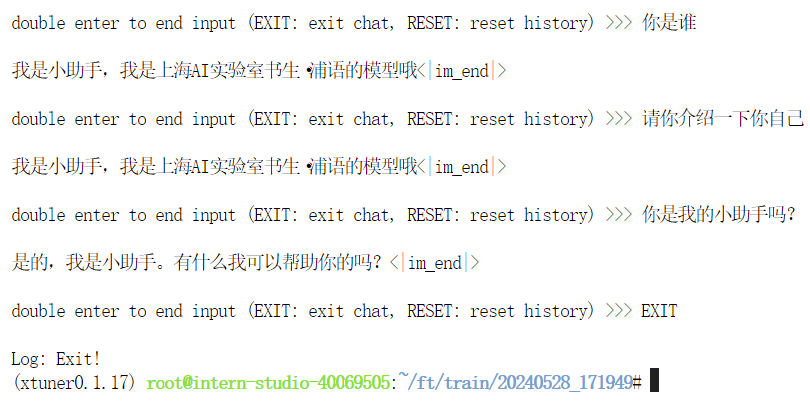 double enter to end input (EXIT: exit chat, RESET: reset history) >>> 你是谁
我是小助手，我是上海AI实验室书生·浦语的模型哦<|im_end|>
double enter to end input (EXIT: exit chat, RESET: reset history) >>> 请你介绍一下你自己
我是小助手，我是上海AI实验室书生·浦语的模型哦<|im_end|>
double enter to end input (EXIT: exit chat, RESET: reset history) >>> 你是我的小助手吗？
是的，我是小助手。有什么我可以帮助你的吗？<|im_end|>
double enter to end input (EXIT: exit chat, RESET: reset history) >>> EXIT
Log: Exit!
(xtuner0.1.17) root@intern-studio-40069505:~/ft/train/20240528_171949#